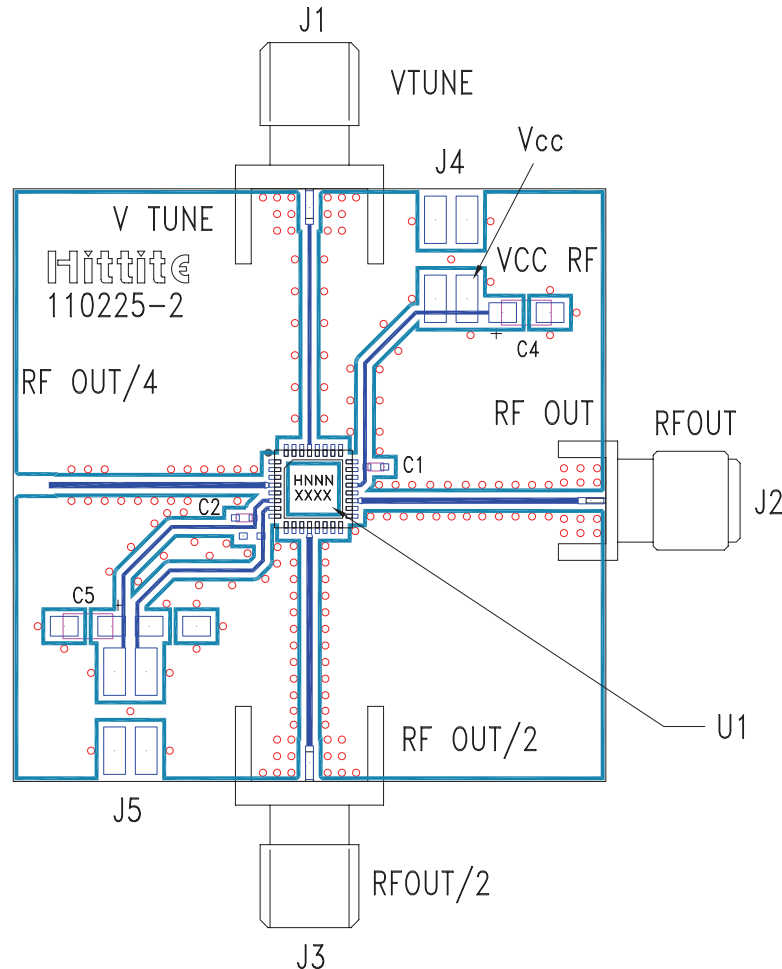 J1
VTUNE
Vcc
J4
V TUNE
Hittite
VCC RF
110225-2
C4
RF OUT/4
RF OUT
RFOUT
C1
HNNN
XXXX
J2
C2
C5
RF OUT/2
U1
J5
RFOUT/2
J3